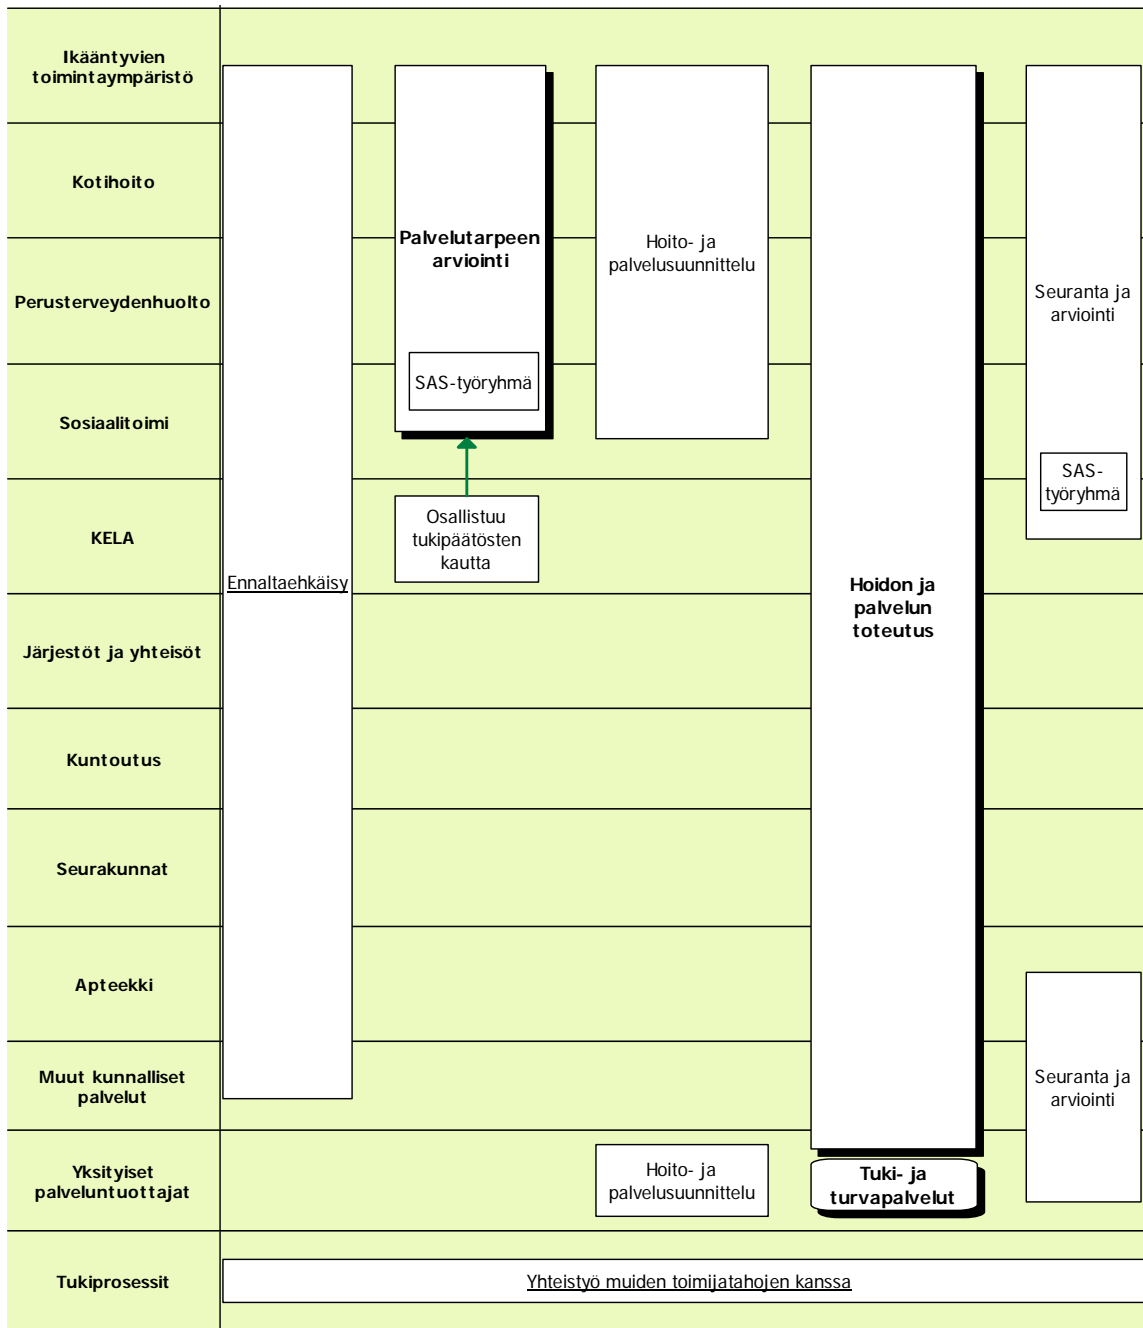 Ikääntyvien
toimintaympäristö
Kotihoito
Palvelutarpeen
arviointi
Hoito- ja
palvelusuunnittelu
Perusterveydenhuolto
Seuranta ja
arviointi
SAS-työryhmä
Sosiaalitoimi
SAS-
työryhmä
KELA
Osallistuu
tukipäätösten
kautta
Ennaltaehkäisy
Hoidon ja
palvelun
toteutus
Järjestöt ja yhteisöt
Kuntoutus
Seurakunnat
Apteekki
Muut kunnalliset
palvelut
Seuranta ja
arviointi
Yksityiset
palveluntuottajat
Hoito- ja
palvelusuunnittelu
Tuki- ja
turvapalvelut
Tukiprosessit
Yhteistyö muiden toimijatahojen kanssa